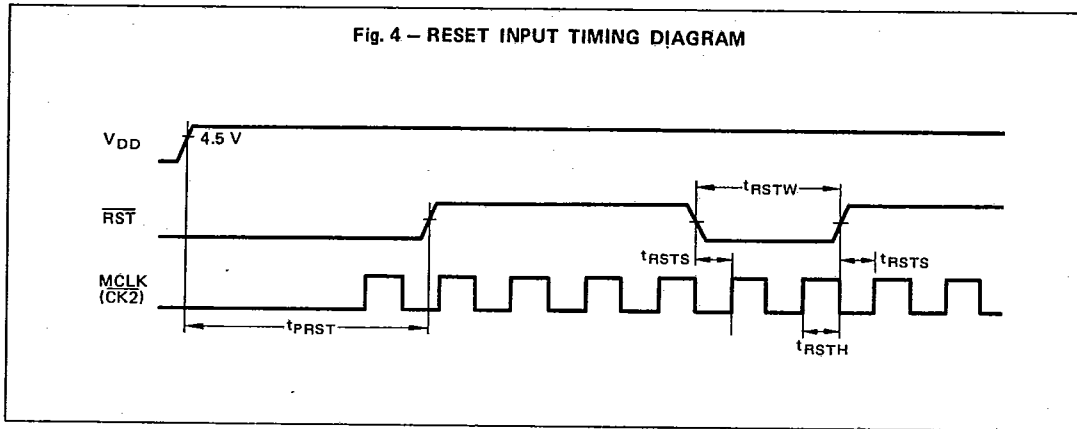 Fig. 4 – RESET INPUT TIMING DIAGRAM
VDD
4.5 V
tRSTW
RST
tRSTS
tRSTS
MCLK
(CK2)
tPRST
tRSTH